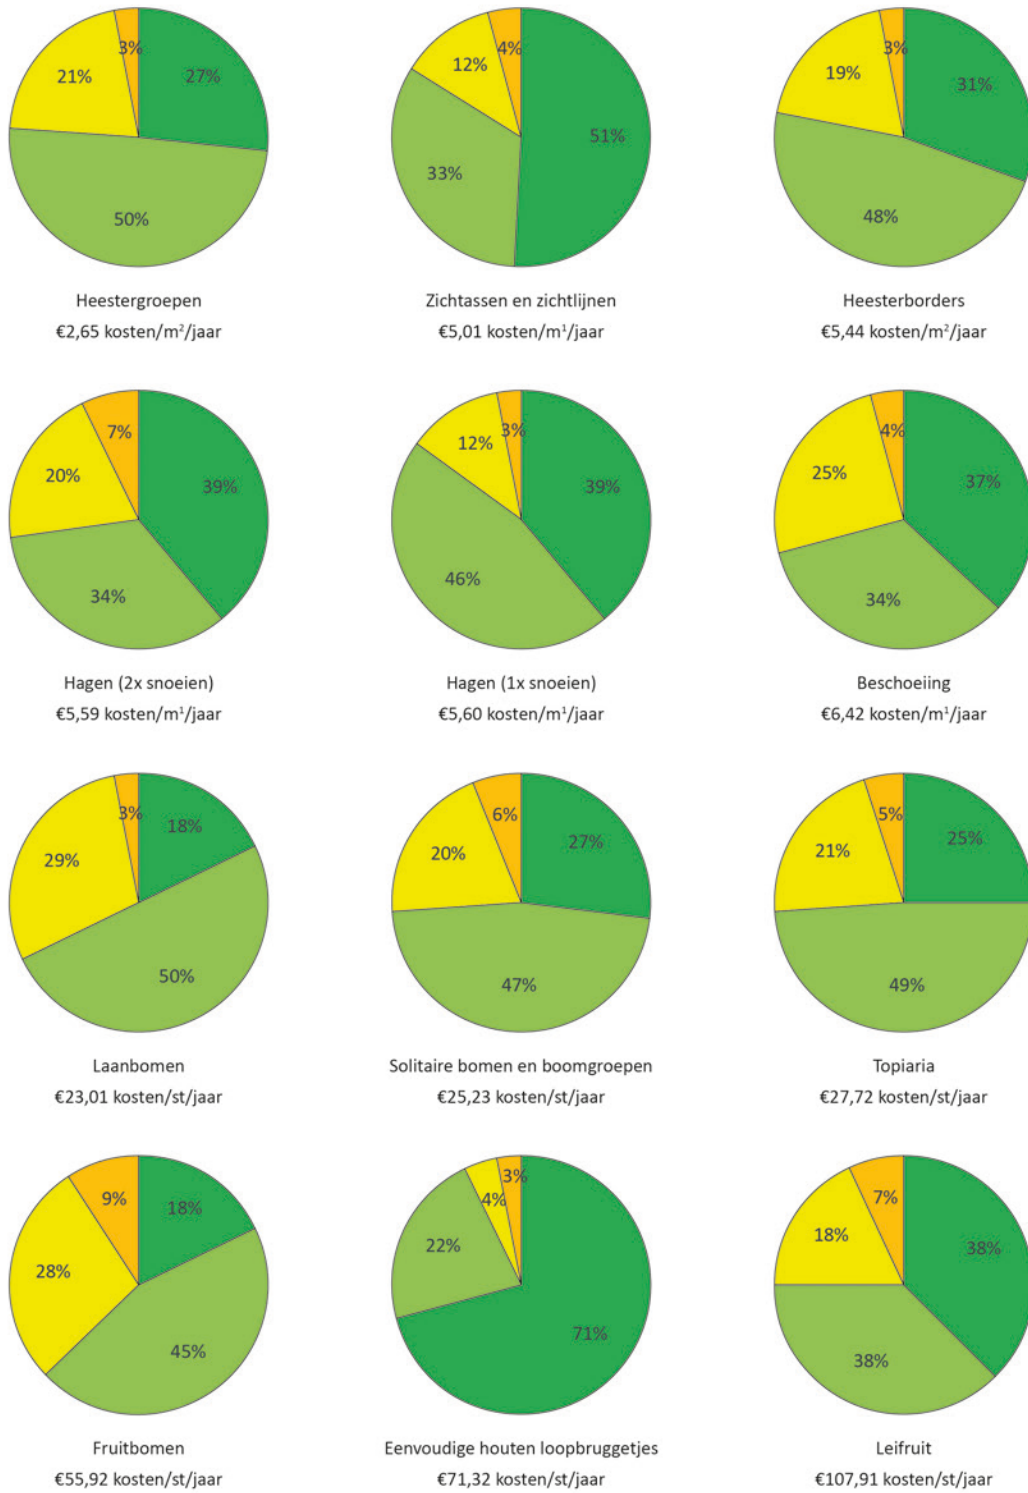 3%
27%
21%
50%
Heestergroepen
€2,65 kosten/m²/jaar
4%
12%
51%
33%
Zichtassen en zichtlijnen
€5,01 kosten/m¹/jaar
3%
19%
31%
48%
Heesterborders
€5,44 kosten/m²/jaar
7%
20%
39%
34%
Hagen (2x snoeien)
€5,59 kosten/m¹/jaar
3%
12%
39%
46%
Hagen (1x snoeien)
€5,60 kosten/m¹/jaar
4%
25%
37%
34%
Beschoeiing
€6,42 kosten/m¹/jaar
3%
18%
29%
50%
Laanbomen
€23,01 kosten/st/jaar
6%
20%
27%
47%
Solitaire bomen en boomgroepen
€25,23 kosten/st/jaar
5%
21%
25%
49%
Topiaria
€27,72 kosten/st/jaar
9%
18%
28%
45%
Fruitbomen
€55,92 kosten/st/jaar
3%
4%
22%
71%
Eenvoudige houten loopbruggetjes
€71,32 kosten/st/jaar
7%
18%
38%
38%
Leifruit
€107,91 kosten/st/jaar